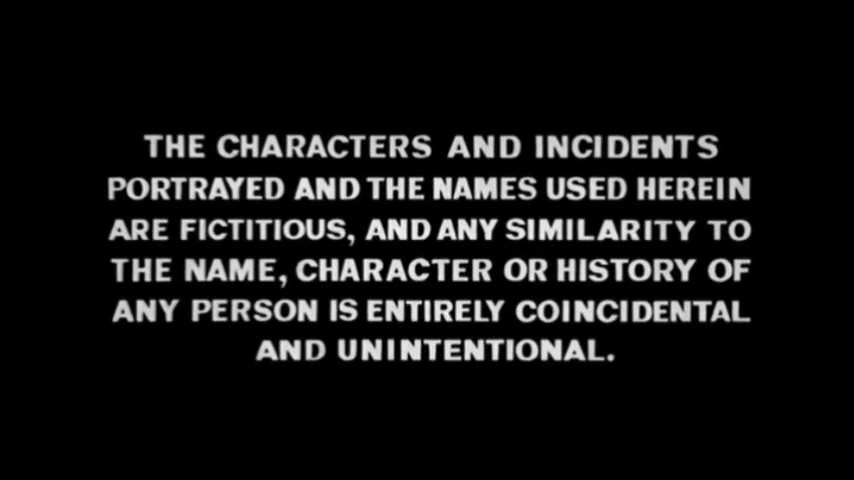 THE CHARACTERS AND INCIDENTS
PORTRAYED AND THE NAMES USED HEREIN
ARE FICTITIOUS, AND ANY SIMILARITY TO
THE NAME, CHARACTER OR HISTORY OF
ANY PERSON IS ENTIRELY COINCIDENTAL
AND UNINTENTIONAL.